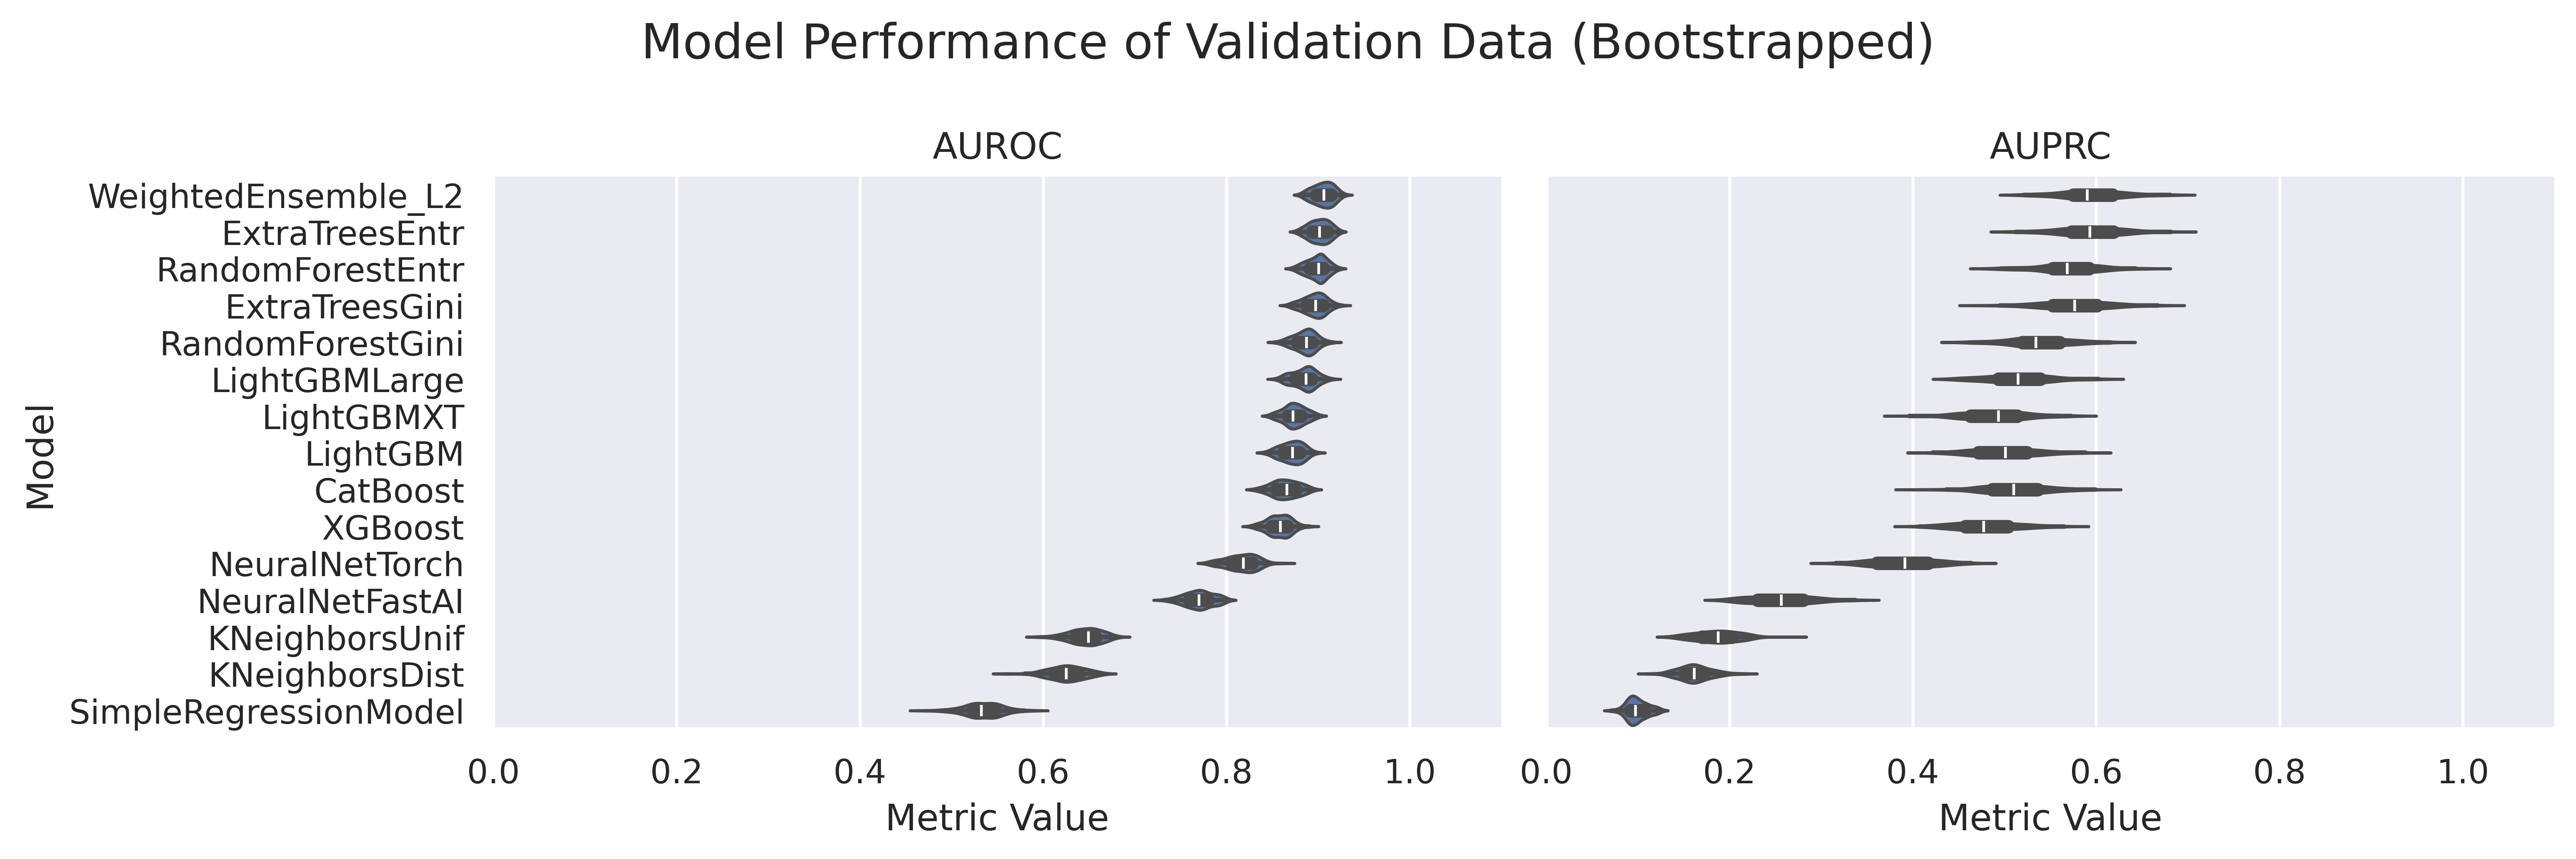 Model Performance of Validation Data (Bootstrapped)
AUROC
AUPRC
Model
WeightedEnsemble_L2
ExtraTreesEntr
RandomForestEntr
ExtraTreesGini
RandomForestGini
LightGBMLarge
LightGBMXT
LightGBM
CatBoost
XGBoost
NeuralNetTorch
NeuralNetFastAI
KNeighborsUnif
KNeighborsDist
SimpleRegressionModel
0.0 0.2 0.4 0.6 0.8 1.0
0.0 0.2 0.4 0.6 0.8 1.0
Metric Value
Metric Value